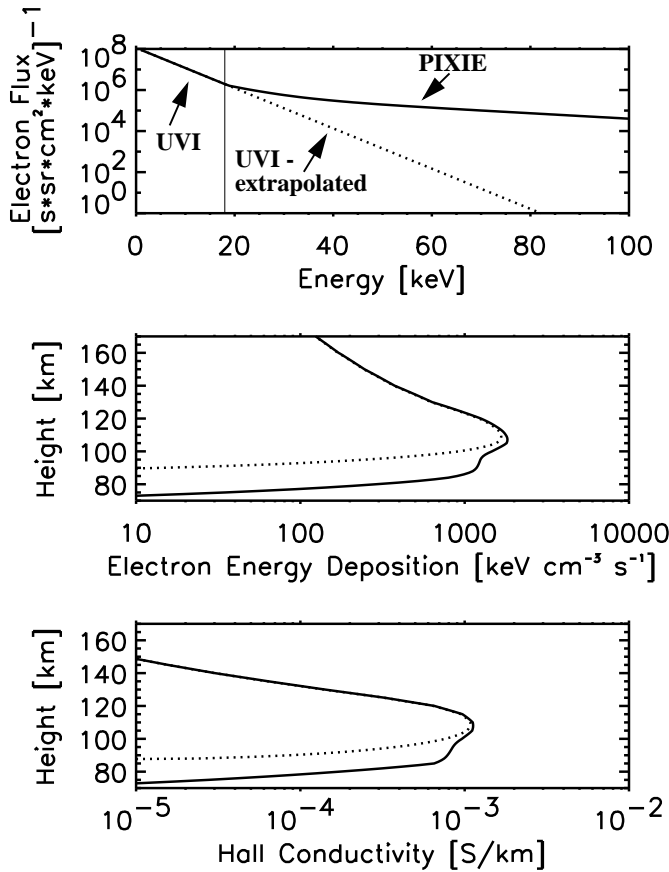 Electron Flux
[s*sr*cm²*keV]⁻¹
10⁸
10⁶
10⁴
10²
10⁰
PIXIE
UVI
UVI -
extrapolated
0 20 40 60 80 100
Energy [keV]
Height [km]
160
140
120
100
80
10 100 1000 10000
Electron Energy Deposition [keV cm⁻³ s⁻¹]
Height [km]
160
140
120
100
80
10⁻⁵ 10⁻⁴ 10⁻³ 10⁻²
Hall Conductivity [S/km]